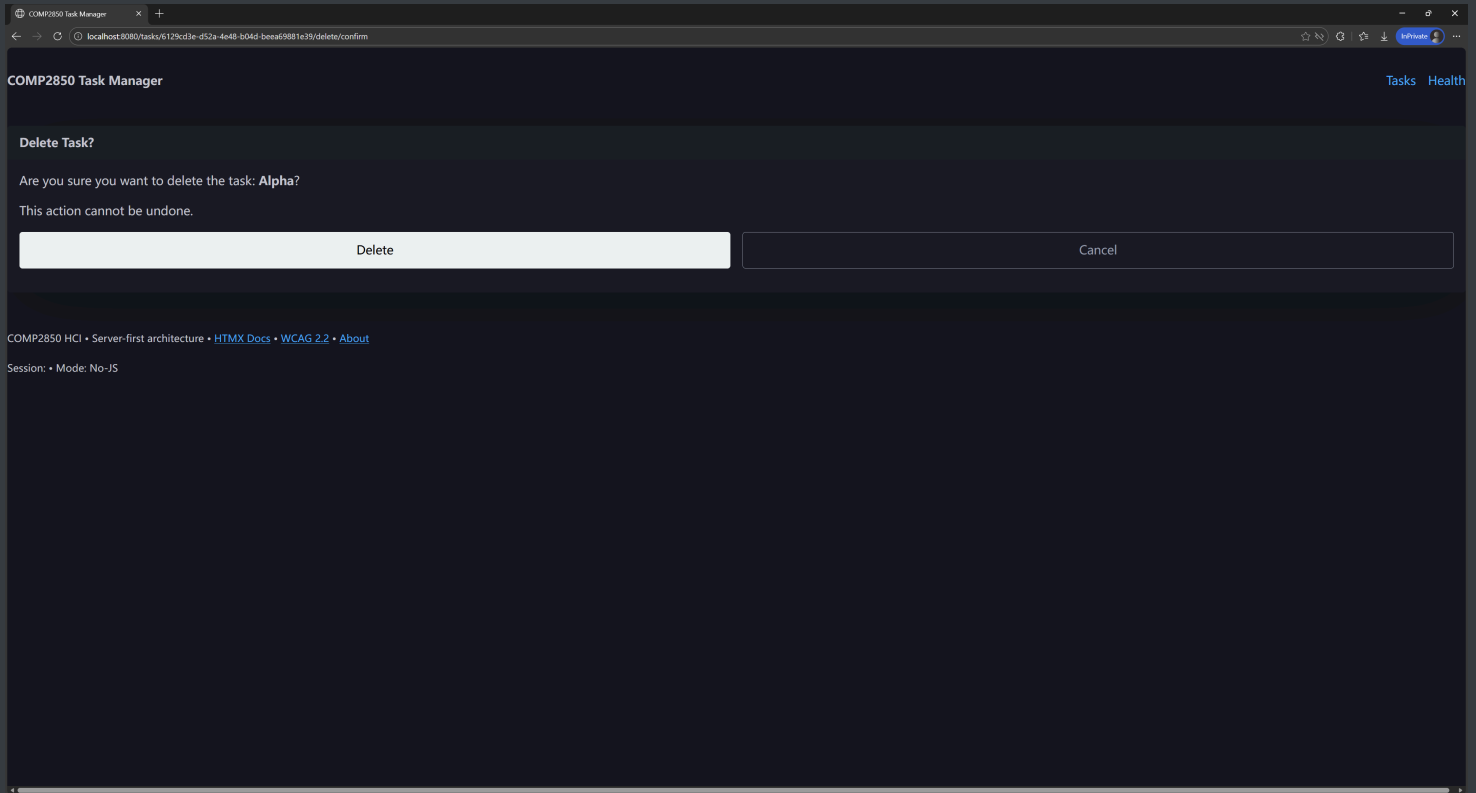 COMP2850 Task Manager
localhost:8080/tasks/6129cd3e-d52a-4e48-b04d-beea69881e39/delete/confirm
InPrivate
COMP2850 Task Manager
Tasks Health
Delete Task?
Are you sure you want to delete the task: Alpha?
This action cannot be undone.
Delete
Cancel
COMP2850 HCI • Server-first architecture • HTMX Docs • WCAG 2.2 • About
Session: • Mode: No-JS